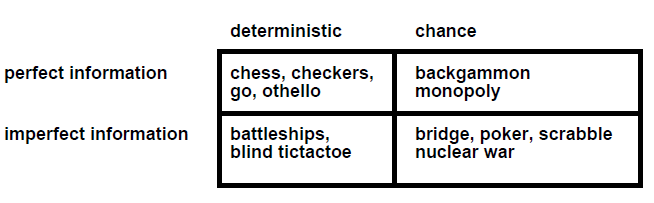 deterministic chance
perfect information chess, checkers, backgammon
go, othello monopoly
imperfect information battleships, bridge, poker, scrabble
blind tictactoe nuclear war